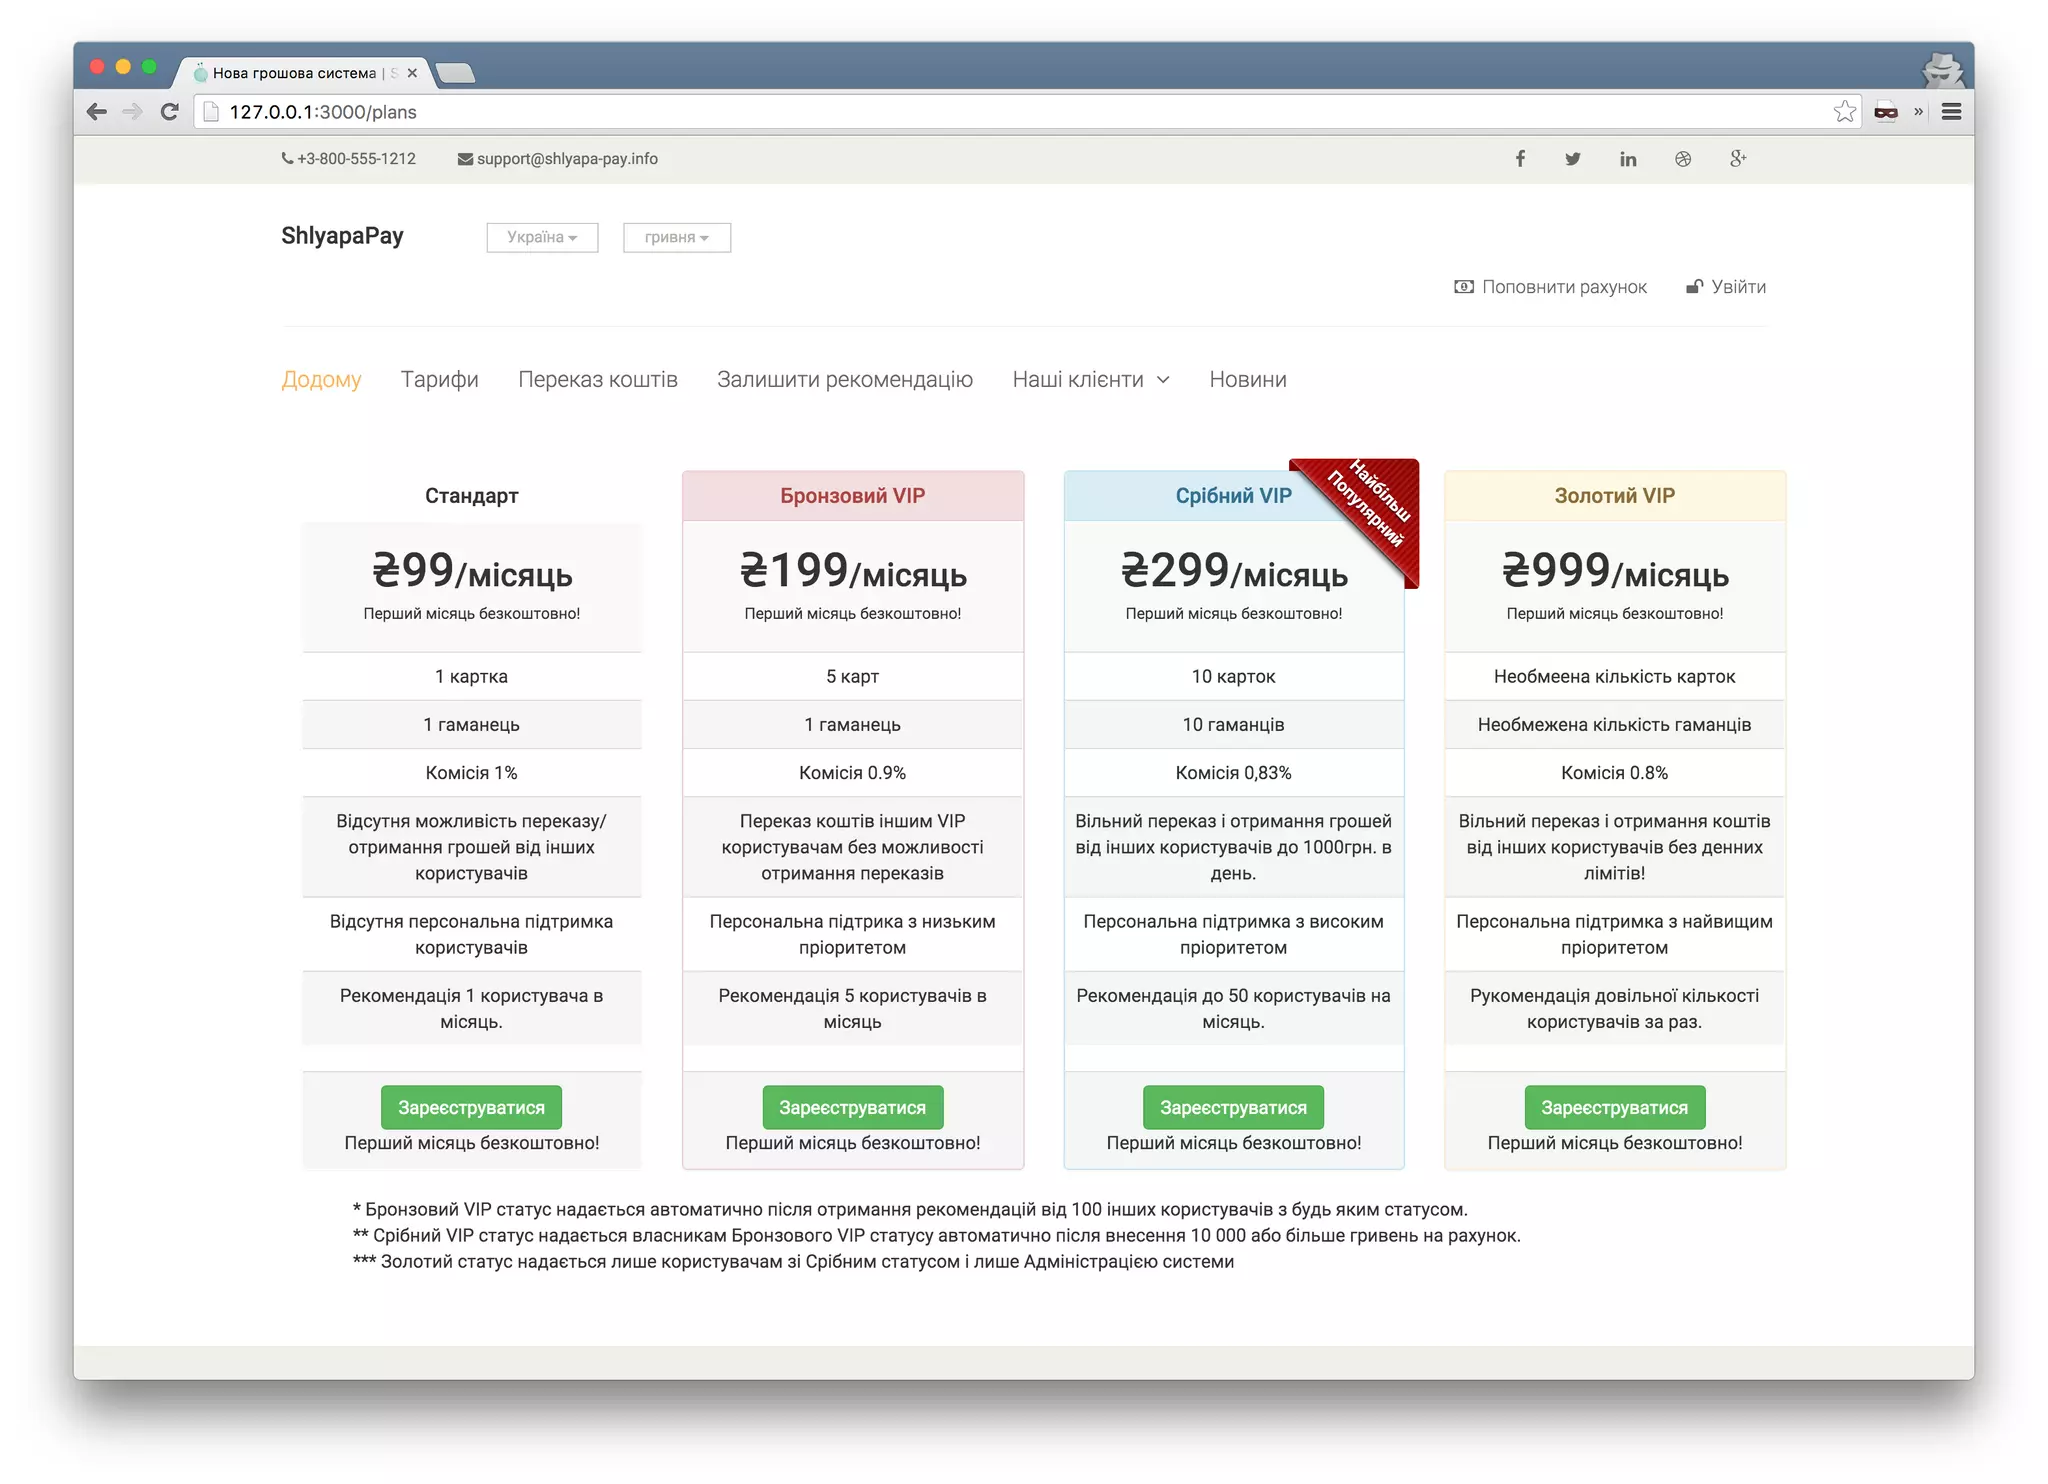 Нова грошова система | S
127.0.0.1:3000/plans
+3-800-555-1212
support@shlyapa-pay.info
ShlyapaPay
Україна
гривня
Поповнити рахунок
Увійти
Додому
Тарифи
Переказ коштів
Залишити рекомендацію
Наші клієнти
Новини
Стандарт
₴99/місяць
Перший місяць безкоштовно!
1 картка
1 гаманець
Комісія 1%
Відсутня можливість переказу/
отримання грошей від інших
користувачів
Відсутня персональна підтримка
користувачів
Рекомендація 1 користувача в
місяць.
Зареєструватися
Перший місяць безкоштовно!
Бронзовий VIP
₴199/місяць
Перший місяць безкоштовно!
5 карт
1 гаманець
Комісія 0.9%
Переказ коштів іншим VIP
користувачам без можливості
отримання переказів
Персональна підтрика з низьким
пріоритетом
Рекомендація 5 користувачів в
місяць
Зареєструватися
Перший місяць безкоштовно!
Срібний VIP
Найбільш
Популярний
₴299/місяць
Перший місяць безкоштовно!
10 карток
10 гаманців
Комісія 0,83%
Вільний переказ і отримання грошей
від інших користувачів до 1000грн. в
день.
Персональна підтримка з високим
пріоритетом
Рекомендація до 50 користувачів на
місяць.
Зареєструватися
Перший місяць безкоштовно!
Золотий VIP
₴999/місяць
Перший місяць безкоштовно!
Необмеена кількість карток
Необмежена кількість гаманців
Комісія 0.8%
Вільний переказ і отримання коштів
від інших користувачів без денних
лімітів!
Персональна підтримка з найвищим
пріоритетом
Рукомендація довільної кількості
користувачів за раз.
Зареєструватися
Перший місяць безкоштовно!
* Бронзовий VIP статус надається автоматично після отримання рекомендацій від 100 інших користувачів з будь яким статусом.
** Срібний VIP статус надається власникам Бронзового VIP статусу автоматично після внесення 10 000 або більше гривень на рахунок.
*** Золотий статус надається лише користувачам зі Срібним статусом і лише Адміністрацією системи